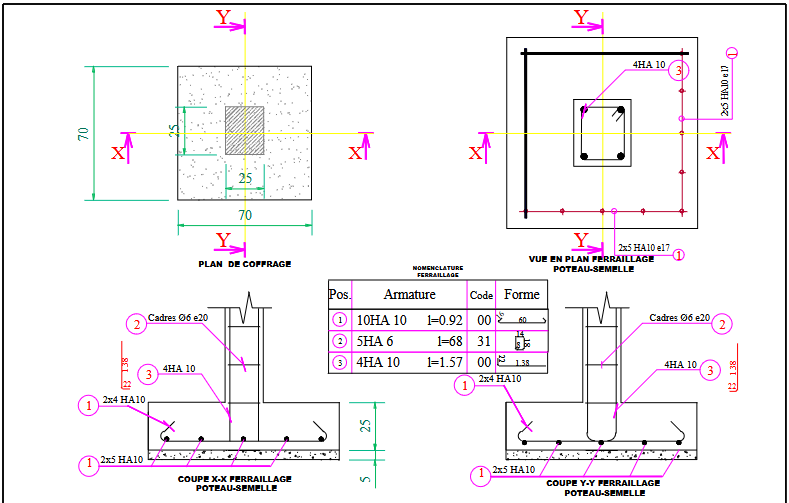 Y
Y
70
25
X
X
25
70
Y
PLAN DE COFFRAGE
4HA 10
3
1
2x5 HA10 e17
X
X
Y
2x5 HA10 e17
1
VUE EN PLAN FERRAILLAGE
POTEAU-SEMELLE
NOMENCLATURE
FERRAILLAGE
Pos. Armature Code Forme
1 10HA 10 l=0.92 00 60
2 5HA 6 l=68 31 14 18
3 4HA 10 l=1.57 00 22 1.38
2 Cadres Ø6 e20
3 4HA 10
1.38
22
1 2x4 HA10
1 2x5 HA10
25
5
COUPE X-X FERRAILLAGE
POTEAU-SEMELLE
Cadres Ø6 e20 2
4HA 10 3
1.38
22
2x4 HA10
1
1 2x5 HA10
COUPE Y-Y FERRAILLAGE
POTEAU-SEMELLE